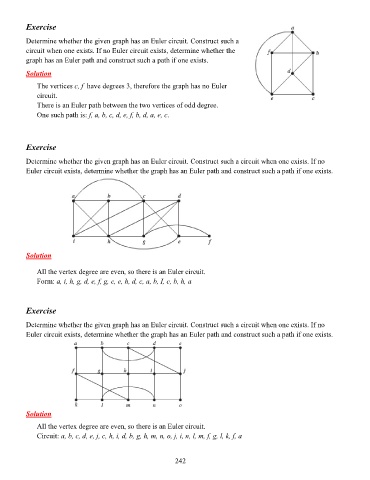 Exercise
Determine whether the given graph has an Euler circuit. Construct such a
circuit when one exists. If no Euler circuit exists, determine whether the
graph has an Euler path and construct such a path if one exists.
Solution
The vertices c, f have degrees 3, therefore the graph has no Euler
circuit.
There is an Euler path between the two vertices of odd degree.
One such path is: f, a, b, c, d, e, f, b, d, a, e, c.
a
f
b
d
e
c
Exercise
Determine whether the given graph has an Euler circuit. Construct such a circuit when one exists. If no
Euler circuit exists, determine whether the graph has an Euler path and construct such a path if one exists.
a b c d
i h g e f
Solution
All the vertex degree are even, so there is an Euler circuit.
Form: a, i, h, g, d, e, f, g, c, e, h, d, c, a, b, I, c, b, h, a
Exercise
Determine whether the given graph has an Euler circuit. Construct such a circuit when one exists. If no
Euler circuit exists, determine whether the graph has an Euler path and construct such a path if one exists.
a b c d e
f g h i j
k l m n o
Solution
All the vertex degree are even, so there is an Euler circuit.
Circuit: a, b, c, d, e, j, c, h, i, d, b, g, h, m, n, o, j, i, n, l, m, f, g, l, k, f, a
242